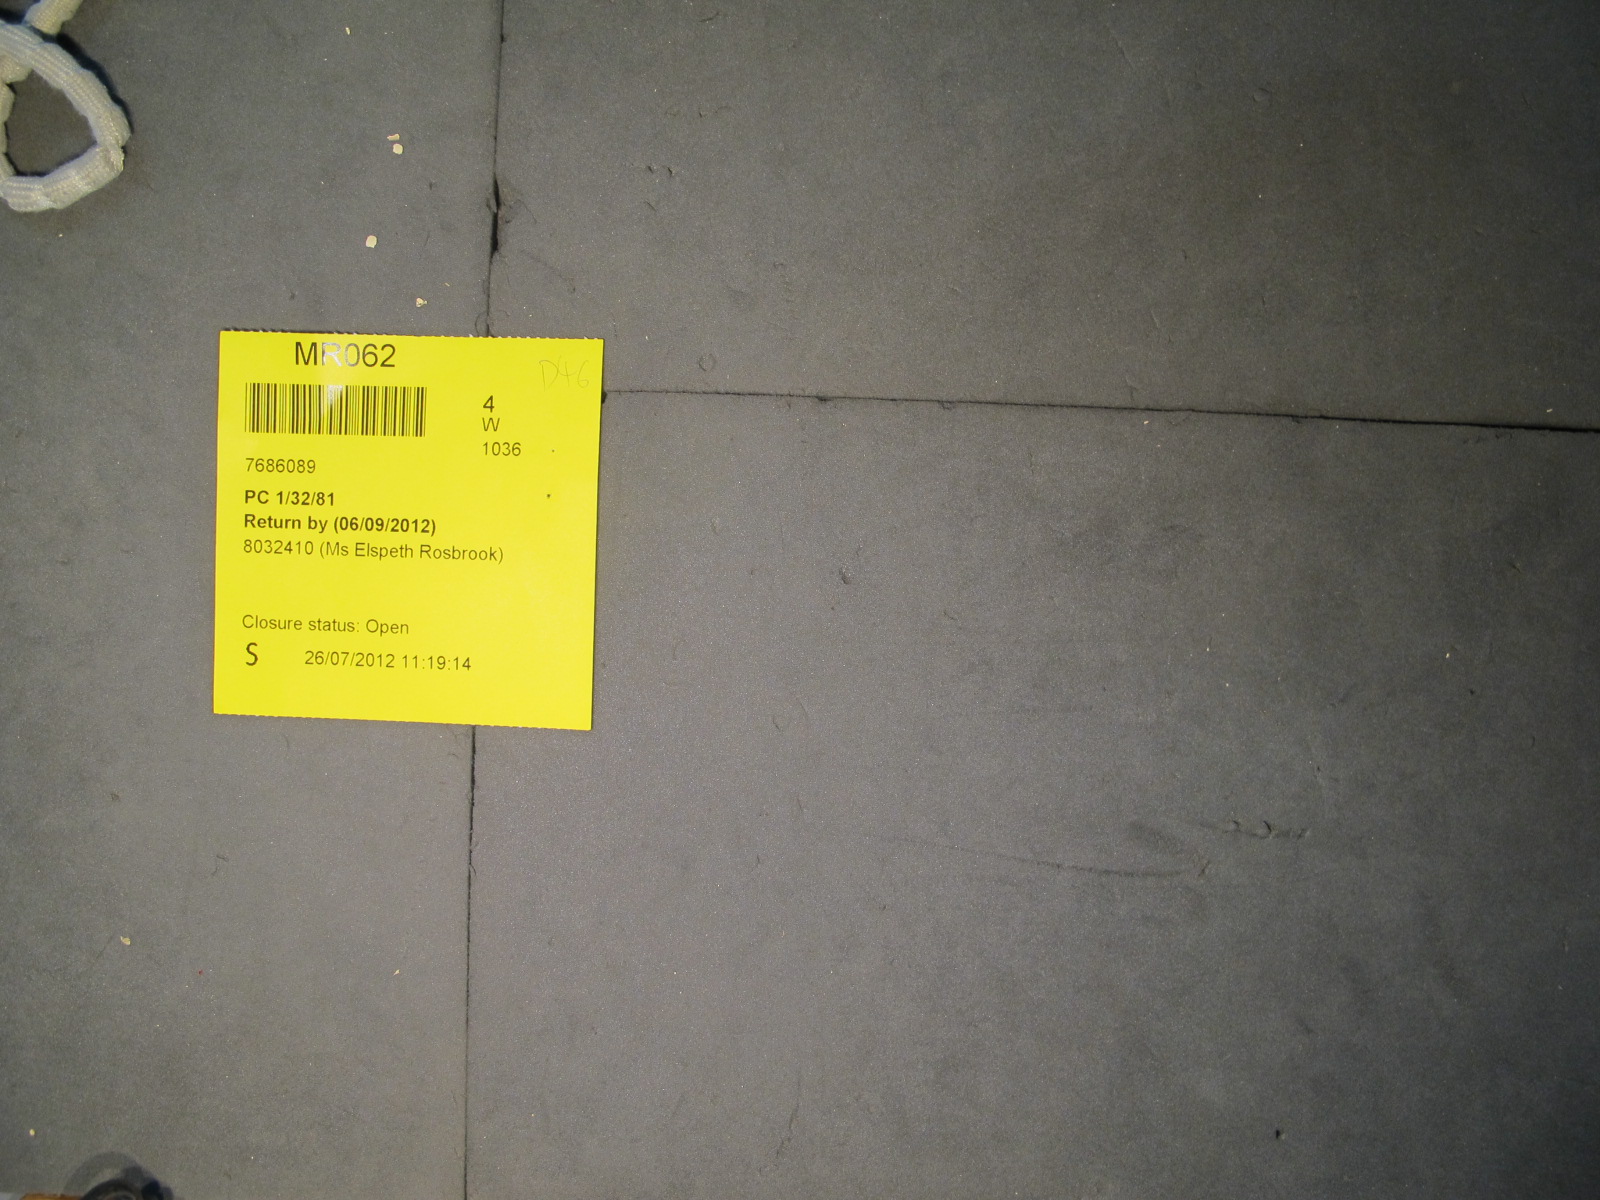 MR062
D46
4
W
1036
7686089
PC 1/32/81
Return by (06/09/2012)
8032410 (Ms Elspeth Rosbrook)
Closure status: Open
S 26/07/2012 11:19:14